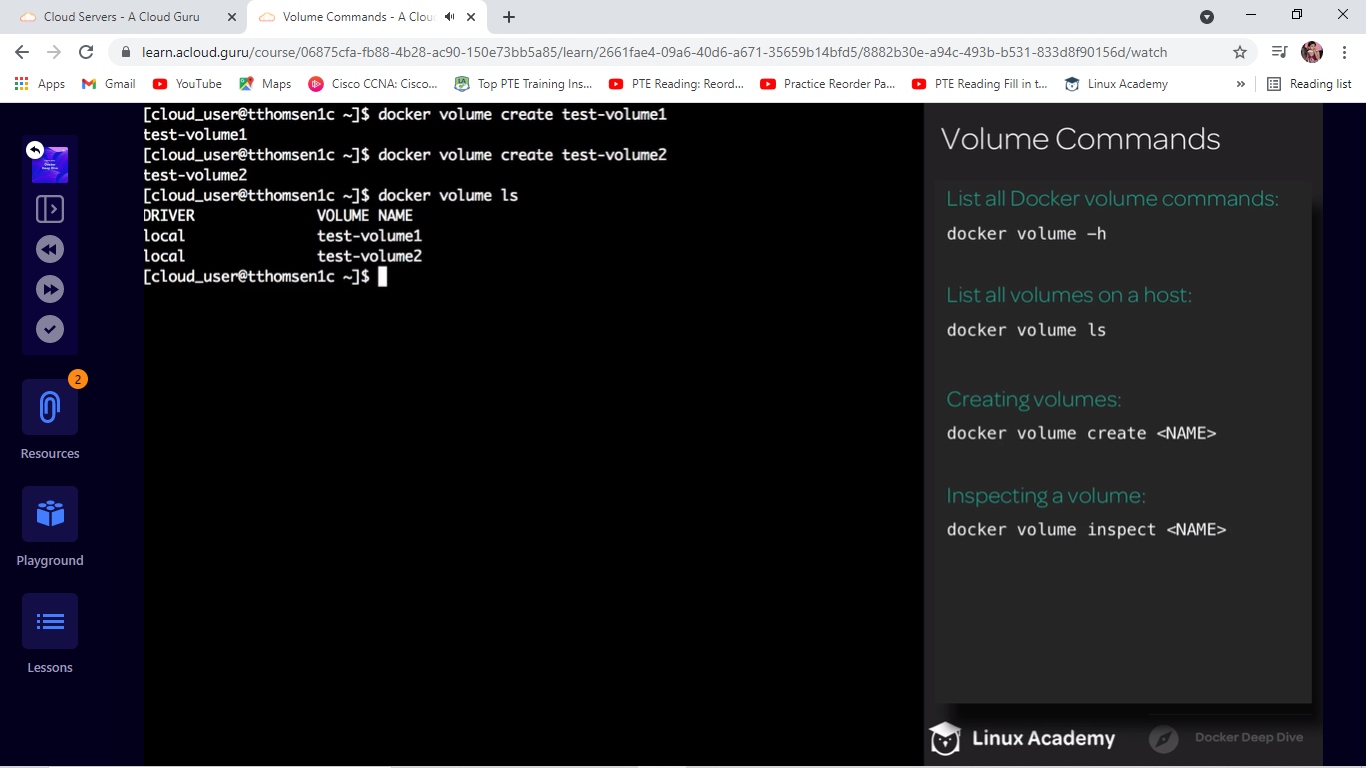 Cloud Servers - A Cloud Guru
Volume Commands - A Clou
learn.acloud.guru/course/06875cfa-fb88-4b28-ac90-150e73bb5a85/learn/2661fae4-09a6-40d6-a671-35659b14bfd5/8882b30e-a94c-493b-b531-833d8f90156d/watch
Apps Gmail YouTube Maps Cisco CCNA: Cisco... Top PTE Training Ins... PTE Reading: Reord... Practice Reorder Pa... PTE Reading Fill in t... Linux Academy » Reading list
[cloud_user@tthomsen1c ~]$ docker volume create test-volume1
test-volume1
[cloud_user@tthomsen1c ~]$ docker volume create test-volume2
test-volume2
[cloud_user@tthomsen1c ~]$ docker volume ls
DRIVER VOLUME NAME
local test-volume1
local test-volume2
[cloud_user@tthomsen1c ~]$
2
Resources
Playground
Lessons
Volume Commands
List all Docker volume commands:
docker volume -h
List all volumes on a host:
docker volume ls
Creating volumes:
docker volume create <NAME>
Inspecting a volume:
docker volume inspect <NAME>
Linux Academy
Docker Deep Dive